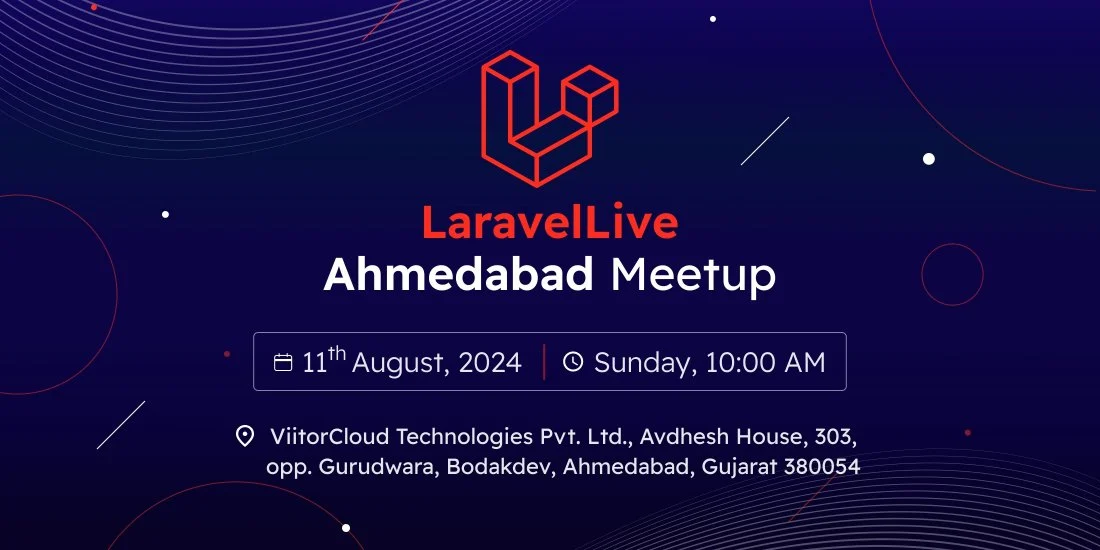 LaravelLive
Ahmedabad Meetup
11th August, 2024 Sunday, 10:00 AM
ViitorCloud Technologies Pvt. Ltd., Avdhesh House, 303,
opp. Gurudwara, Bodakdev, Ahmedabad, Gujarat 380054